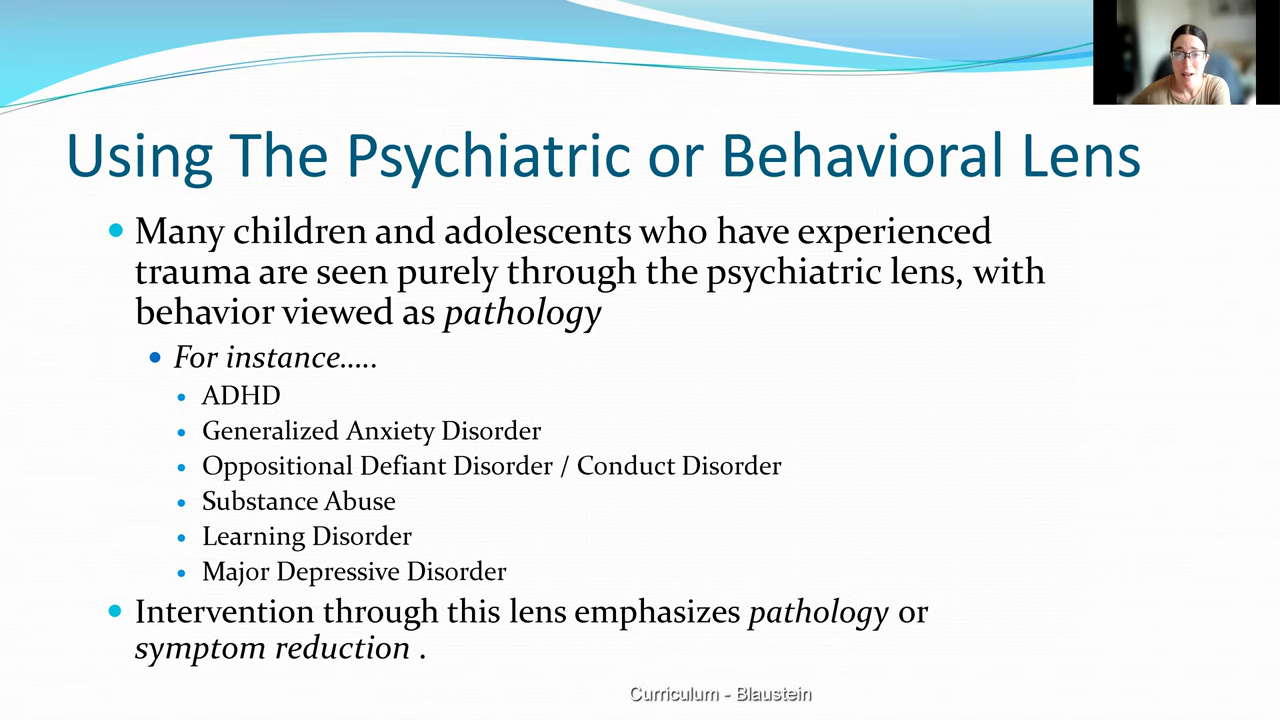 Using The Psychiatric or Behavioral Lens
Many children and adolescents who have experienced
trauma are seen purely through the psychiatric lens, with
behavior viewed as pathology
For instance.....
ADHD
Generalized Anxiety Disorder
Oppositional Defiant Disorder / Conduct Disorder
Substance Abuse
Learning Disorder
Major Depressive Disorder
Intervention through this lens emphasizes pathology or
symptom reduction .
Curriculum - Blaustein